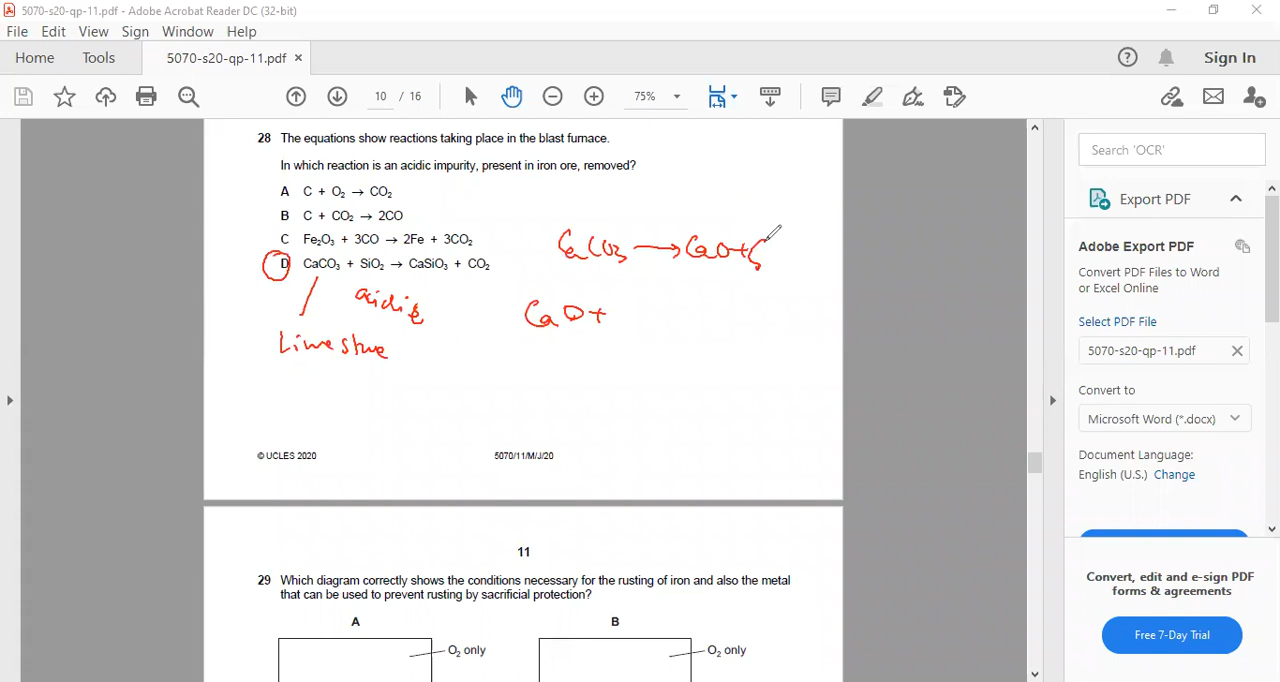 5070-s20-qp-11.pdf - Adobe Acrobat Reader DC (32-bit)
File Edit View Sign Window Help
Home Tools 5070-s20-qp-11.pdf × Sign In
10 / 16 75%
28 The equations show reactions taking place in the blast furnace.
In which reaction is an acidic impurity, present in iron ore, removed?
A C + O₂ → CO₂
B C + CO₂ → 2CO
C Fe₂O₃ + 3CO → 2Fe + 3CO₂
D CaCO₃ + SiO₂ → CaSiO₃ + CO₂
CaCO₃ → CaO+
acidic
CaO+
Limestone
© UCLES 2020 5070/11/M/J/20
11
29 Which diagram correctly shows the conditions necessary for the rusting of iron and also the metal
that can be used to prevent rusting by sacrificial protection?
A B
O₂ only O₂ only
Search 'OCR'
Export PDF
Adobe Export PDF
Convert PDF Files to Word
or Excel Online
Select PDF File
5070-s20-qp-11.pdf
Convert to
Microsoft Word (*.docx)
Document Language:
English (U.S.) Change
Convert, edit and e-sign PDF
forms & agreements
Free 7-Day Trial